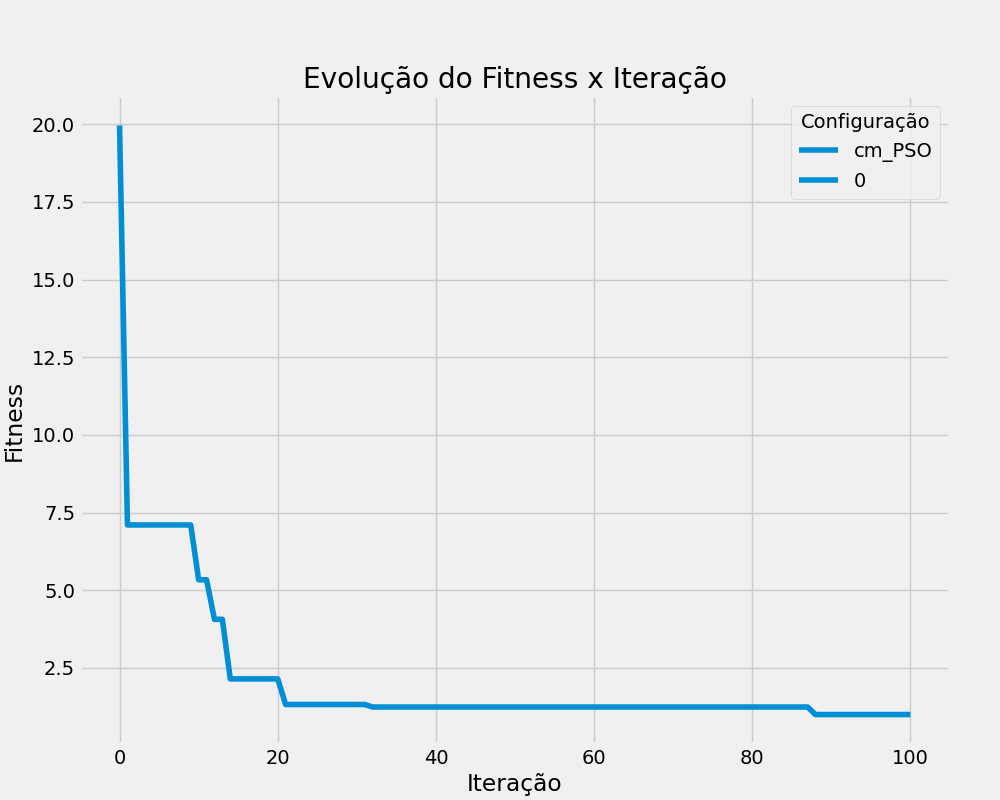 Evolução do Fitness x Iteração
Configuração
cm_PSO
0
Fitness
20.0
17.5
15.0
12.5
10.0
7.5
5.0
2.5
0 20 40 60 80 100
Iteração